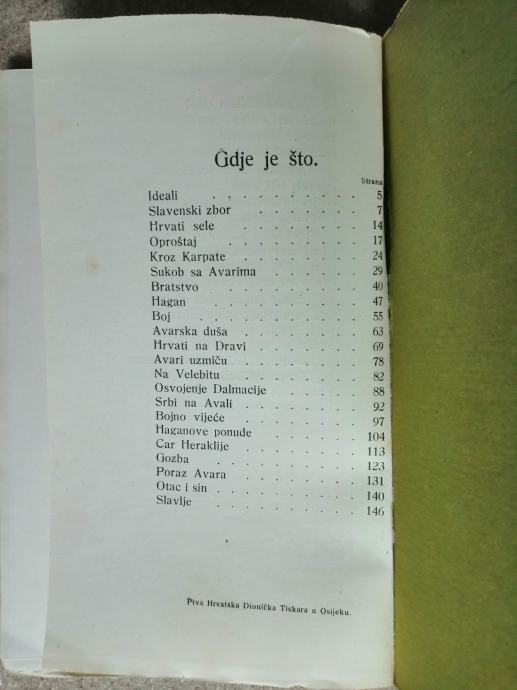 Gdje je što.
Strana
Ideali . . . . . . . . . . 5
Slavenski zbor . . . . . . . 7
Hrvati sele . . . . . . . . 14
Oproštaj . . . . . . . . . 17
Kroz Karpate . . . . . . . . 24
Sukob sa Avarima . . . . . . 29
Bratstvo . . . . . . . . . 40
Hagan . . . . . . . . . . 47
Boj . . . . . . . . . . 55
Avarska duša . . . . . . . 63
Hrvati na Dravi . . . . . . . 69
Avari uzmiču . . . . . . . 78
Na Velebitu . . . . . . . . 82
Osvojenje Dalmacije . . . . . . 88
Srbi na Avali . . . . . . . . 92
Bojno vijeće . . . . . . . . 97
Haganove ponude . . . . . . 104
Car Heraklije . . . . . . . . 113
Gozba . . . . . . . . . 123
Poraz Avara . . . . . . . . 131
Otac i sin . . . . . . . . . 140
Slavlje . . . . . . . . . 146
Prva Hrvatska Dionička Tiskara u Osijeku.